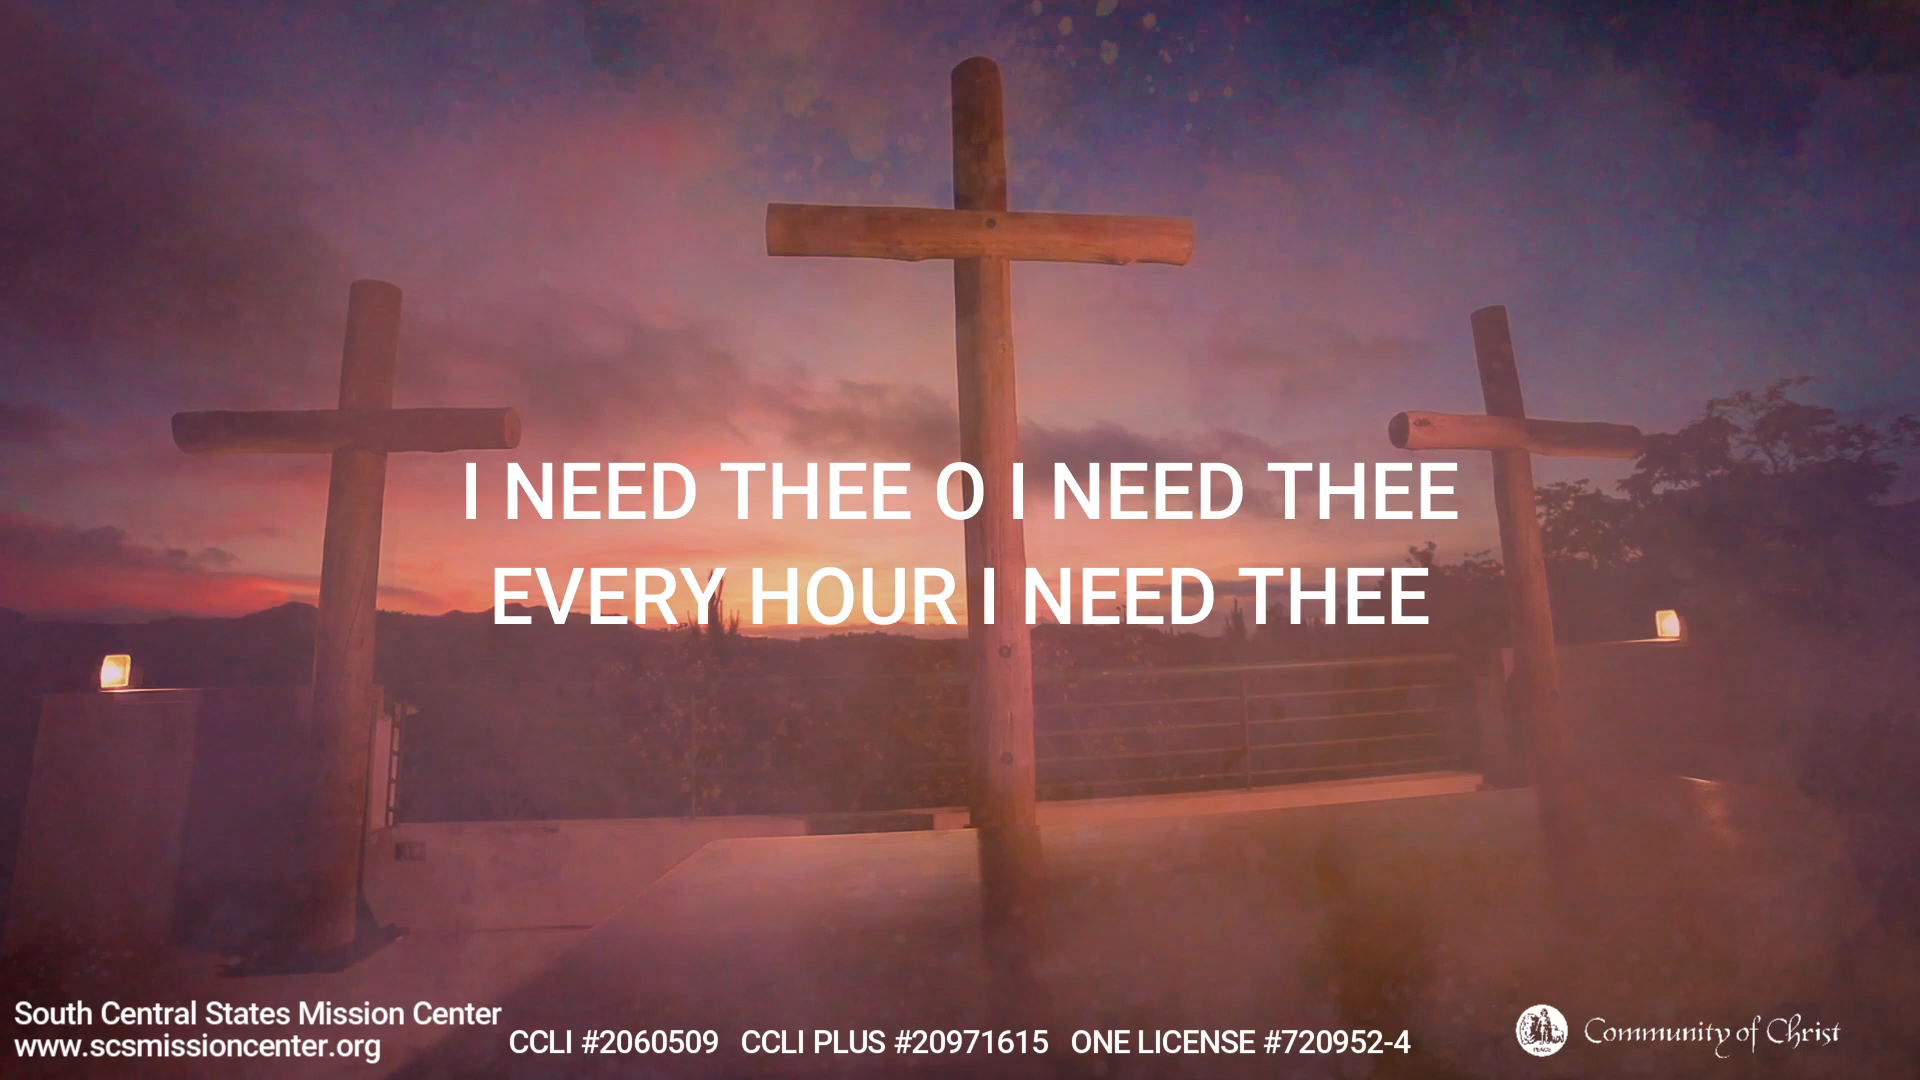 I NEED THEE O I NEED THEE
EVERY HOUR I NEED THEE
South Central States Mission Center
www.scsmissioncenter.org
CCLI #2060509 CCLI PLUS #20971615 ONE LICENSE #720952-4
PEACE
Community of Christ